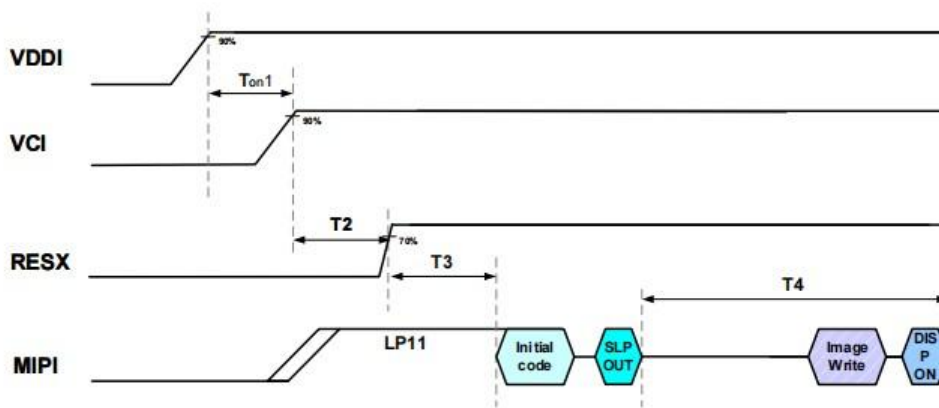 VDDI
90%
Ton1
VCI
90%
T2
RESX
70%
T3
T4
MIPI
LP11
Initial
code
SLP
OUT
Image
Write
DIS
P
ON